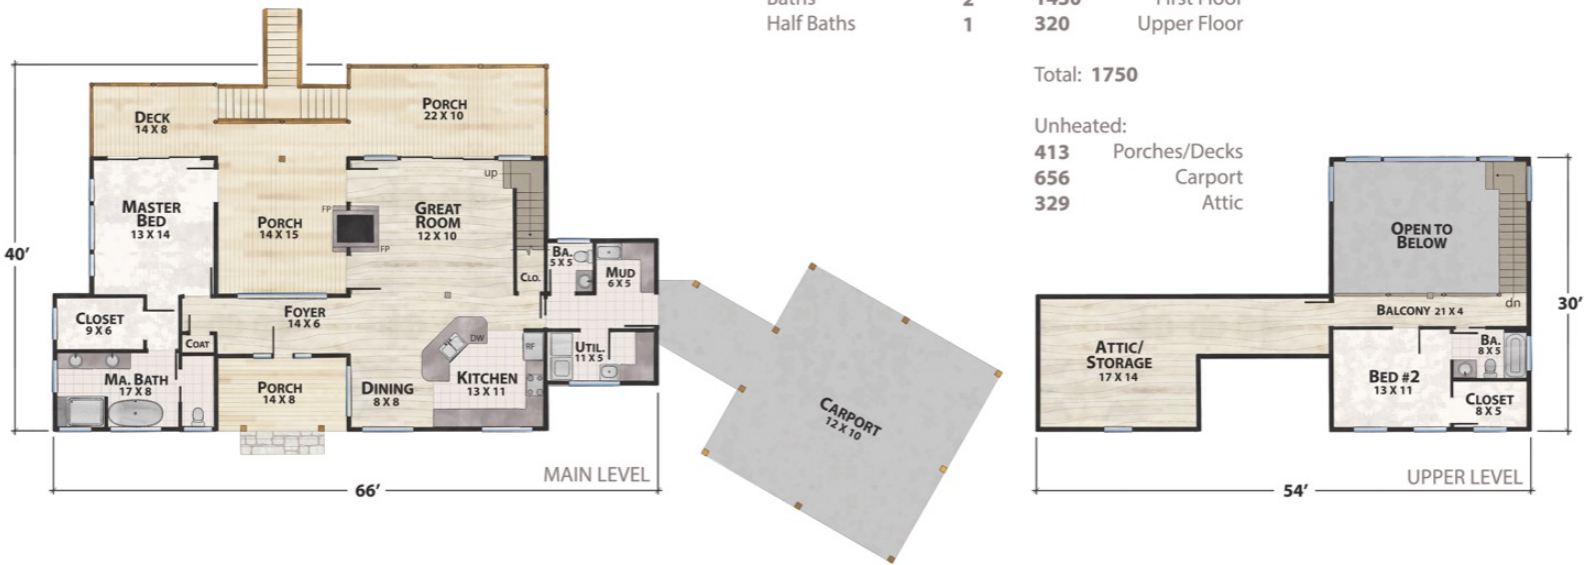 Baths 2
1430 First Floor
Half Baths 1
320 Upper Floor
Total: 1750
Unheated:
413 Porches/Decks
656 Carport
329 Attic
DECK
14 X 8
PORCH
22 X 10
MASTER
BED
13 X 14
PORCH
14 X 15
FP
FP
GREAT
ROOM
12 X 10
up
BA.
5 X 5
MUD
6 X 5
CLO.
40'
CLOSET
9 X 6
FOYER
14 X 6
COAT
DW
RF
UTIL.
11 X 5
MA. BATH
17 X 8
PORCH
14 X 8
DINING
8 X 8
KITCHEN
13 X 11
CARPORT
12 X 10
MAIN LEVEL
66'
OPEN TO
BELOW
dn
BALCONY 21 X 4
30'
ATTIC/
STORAGE
17 X 14
BED #2
13 X 11
BA.
8 X 5
CLOSET
8 X 5
UPPER LEVEL
54'